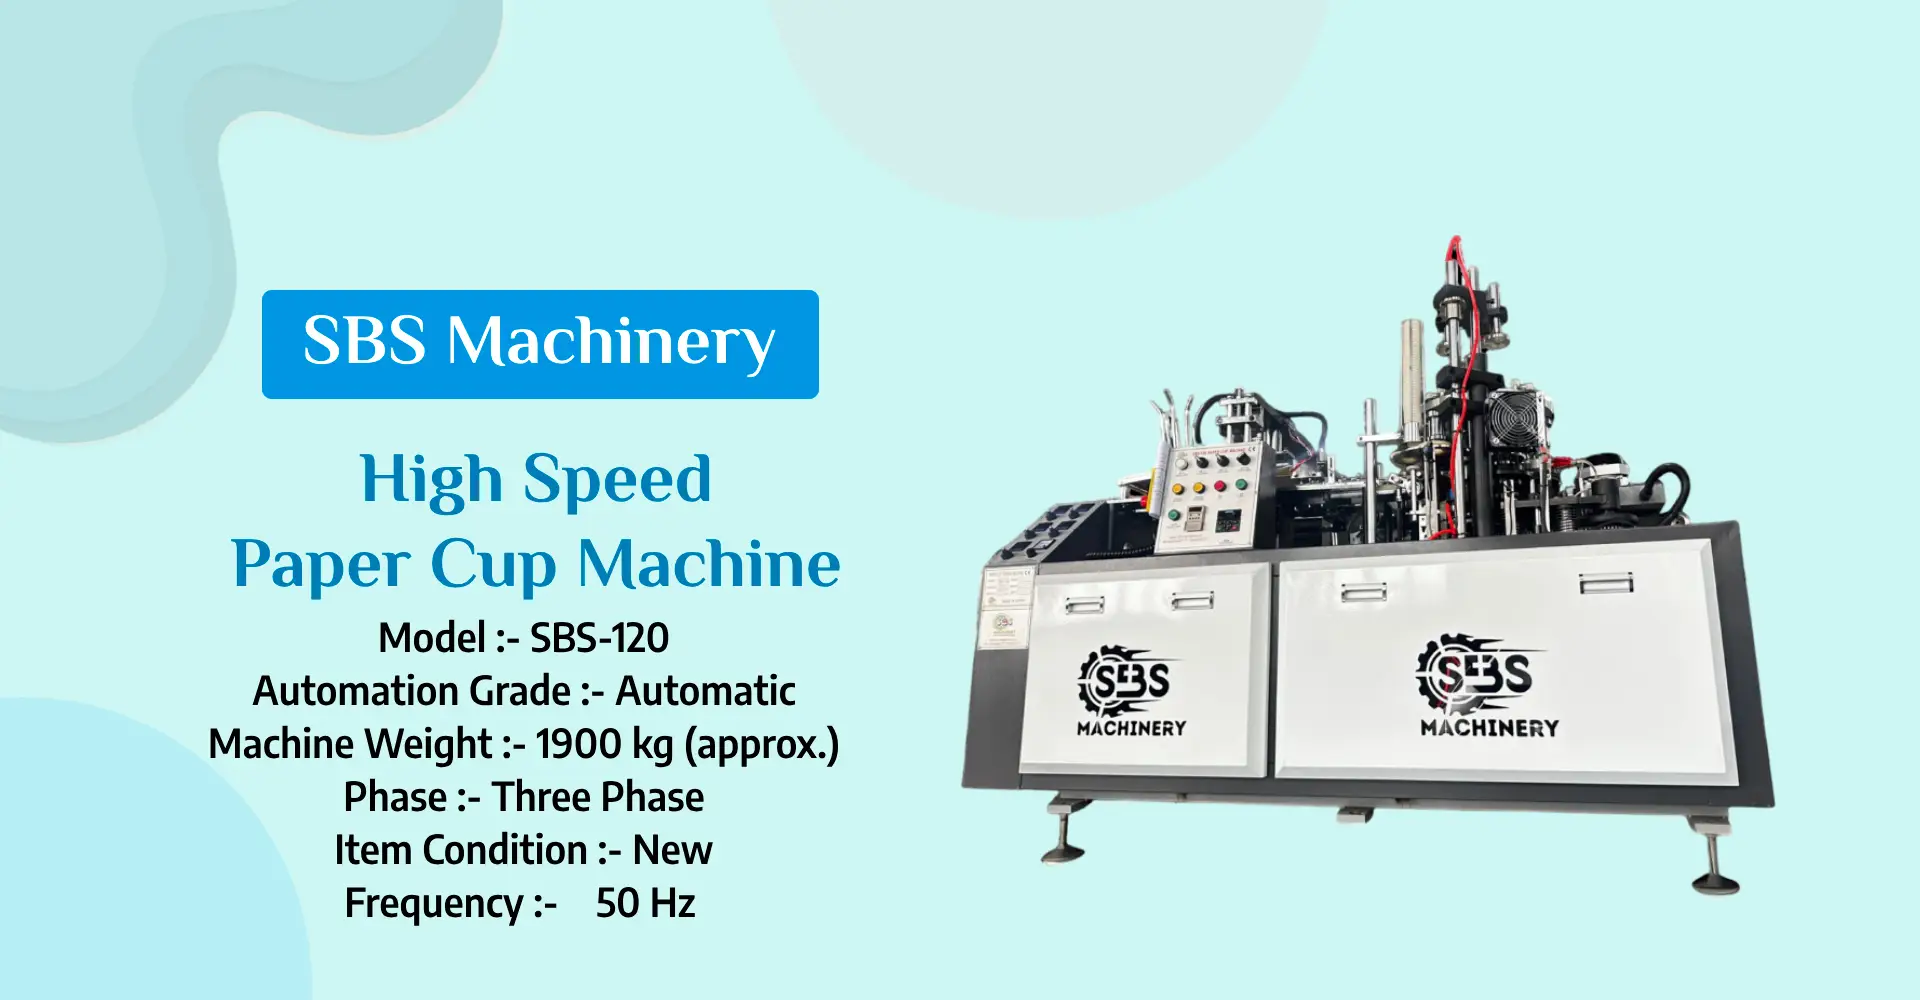 SBS Machinery
High Speed
Paper Cup Machine
Model :- SBS-120
Automation Grade :- Automatic
Machine Weight :- 1900 kg (approx.)
Phase :- Three Phase
Item Condition :- New
Frequency :- 50 Hz
SBS
MACHINERY
SBS
MACHINERY